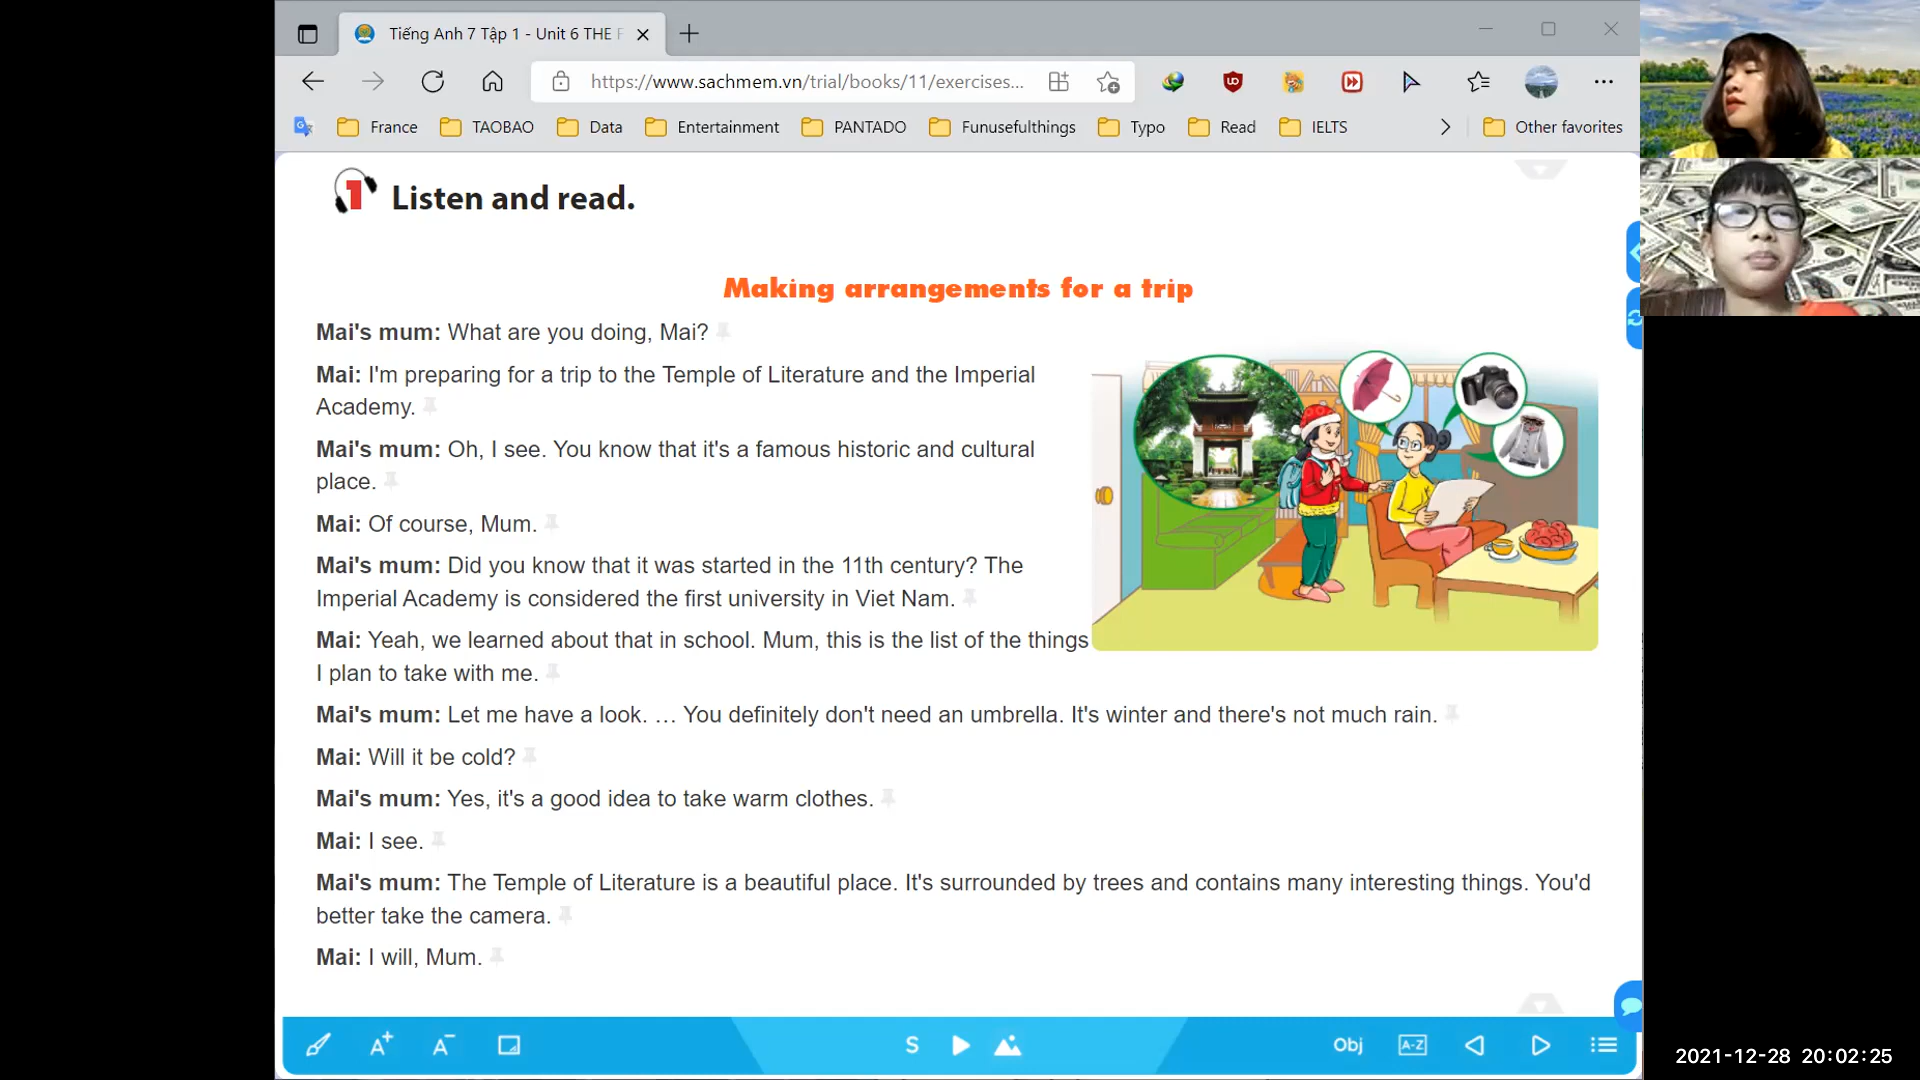 Tiếng Anh 7 Tập 1 - Unit 6 THE F
https://www.sachmem.vn/trial/books/11/exercises...
France
TAOBAO
Data
Entertainment
PANTADO
Funusefulthings
Typo
Read
IELTS
Other favorites
1 Listen and read.
Making arrangements for a trip
Mai's mum: What are you doing, Mai?
Mai: I'm preparing for a trip to the Temple of Literature and the Imperial
Academy.
Mai's mum: Oh, I see. You know that it's a famous historic and cultural
place.
Mai: Of course, Mum.
Mai's mum: Did you know that it was started in the 11th century? The
Imperial Academy is considered the first university in Viet Nam.
Mai: Yeah, we learned about that in school. Mum, this is the list of the things
I plan to take with me.
Mai's mum: Let me have a look. … You definitely don't need an umbrella. It's winter and there's not much rain.
Mai: Will it be cold?
Mai's mum: Yes, it's a good idea to take warm clothes.
Mai: I see.
Mai's mum: The Temple of Literature is a beautiful place. It's surrounded by trees and contains many interesting things. You'd
better take the camera.
Mai: I will, Mum.
A+
A-
S
Obj
A-Z
2021-12-28 20:02:25